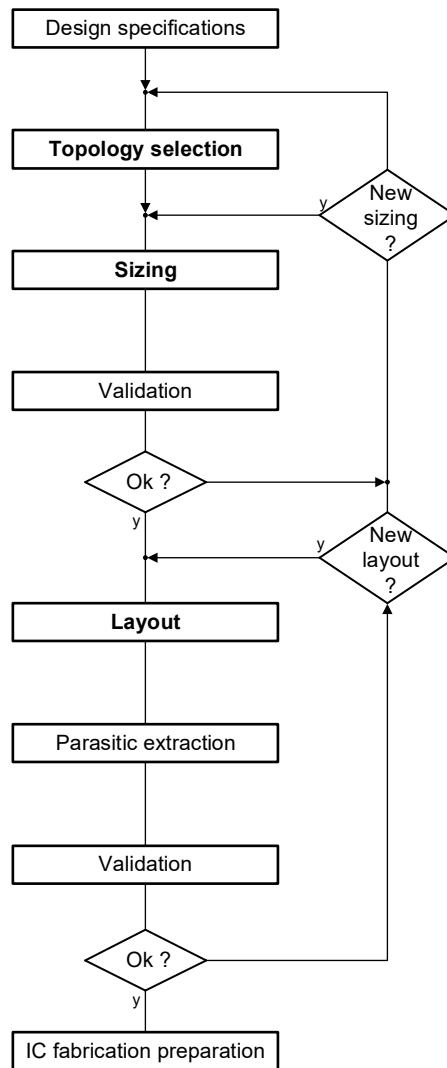 Design specifications
Topology selection
New
sizing
?
y
Sizing
Validation
Ok ?
y
New
layout
?
y
Layout
Parasitic extraction
Validation
Ok ?
y
IC fabrication preparation